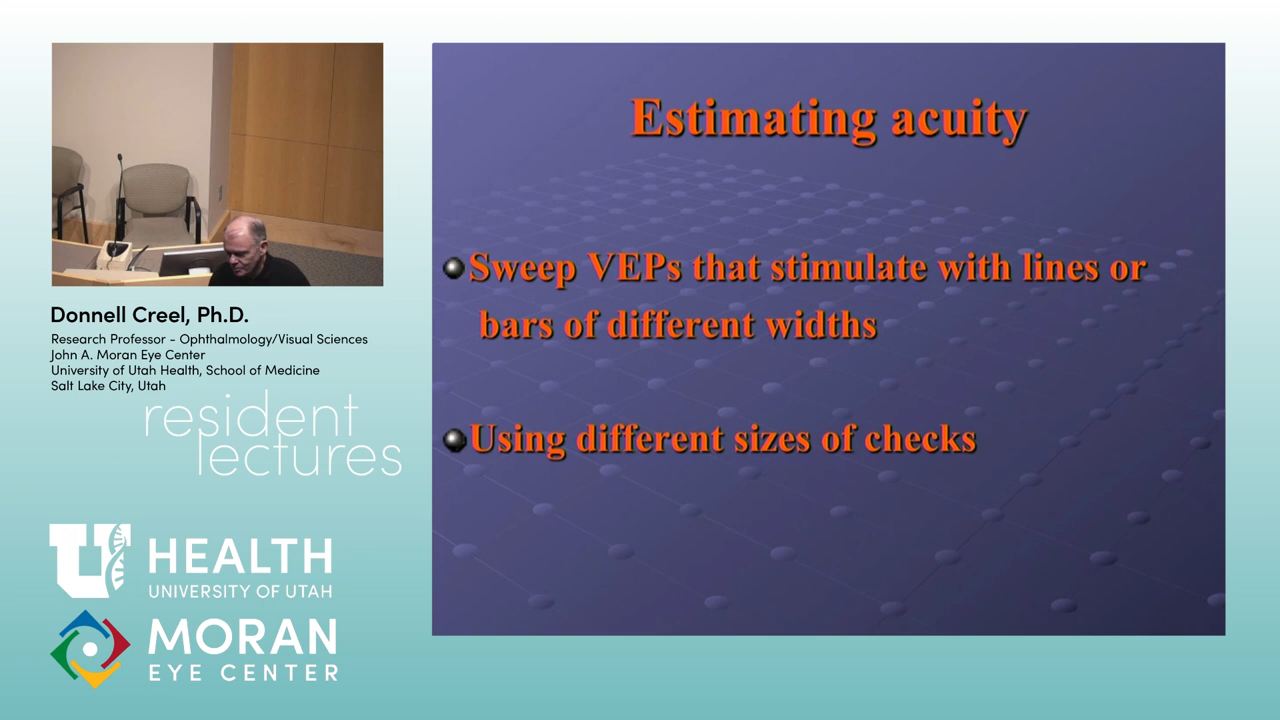 Estimating acuity
Sweep VEPs that stimulate with lines or
bars of different widths
Using different sizes of checks
Donnell Creel, Ph.D.
Research Professor - Ophthalmology/Visual Sciences
John A. Moran Eye Center
University of Utah Health, School of Medicine
Salt Lake City, Utah
resident
lectures
U HEALTH
UNIVERSITY OF UTAH
MORAN
EYE CENTER